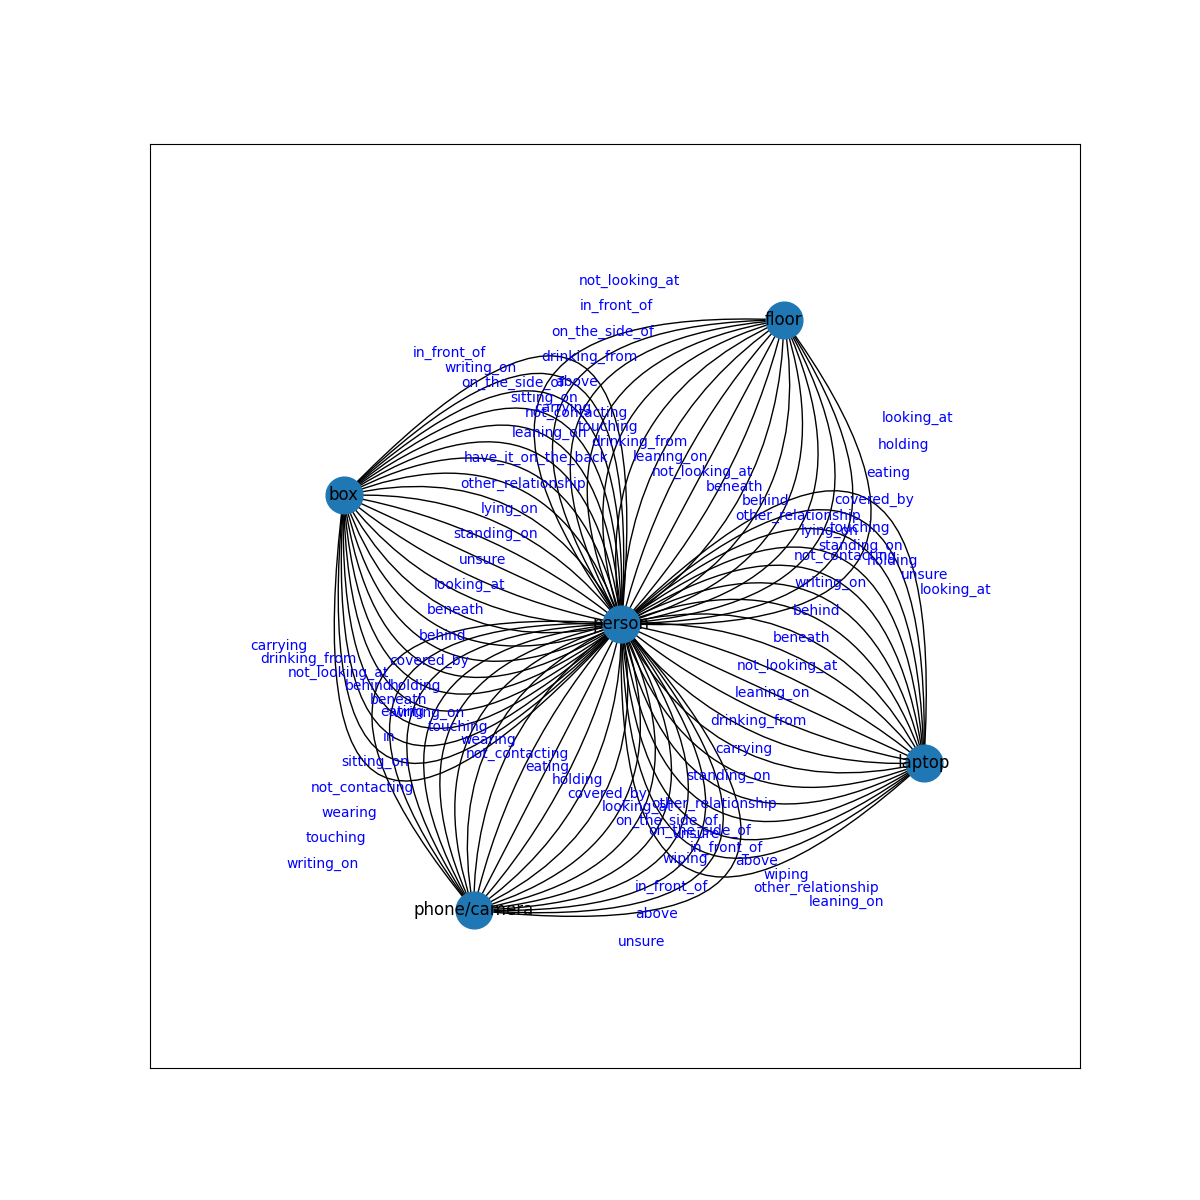 not_looking_at
in_front_of
floor
on_the_side_of
in_front_of
drinking_from
writing_on
on_the_side_of
above
sitting_on
carrying
not_contacting
looking_at
touching
leaning_on
drinking_from
holding
have_it_on_the_back
leaning_on
not_looking_at
eating
other_relationship
beneath
box
behind
covered_by
lying_on
other_relationship
standing_on
lying_on
touching
standing_on
unsure
not_contacting
holding
unsure
looking_at
writing_on
looking_at
beneath
behind
person
behind
beneath
carrying
drinking_from
covered_by
not_looking_at
not_looking_at
behind
holding
leaning_on
beneath
eating
writing_on
drinking_from
touching
in
wearing
carrying
not_contacting
sitting_on
laptop
eating
standing_on
holding
not_contacting
covered_by
other_relationship
looking_at
wearing
on_the_side_of
on_the_side_of
unsure
touching
in_front_of
wiping
above
writing_on
wiping
in_front_of
other_relationship
leaning_on
phone/camera
above
unsure